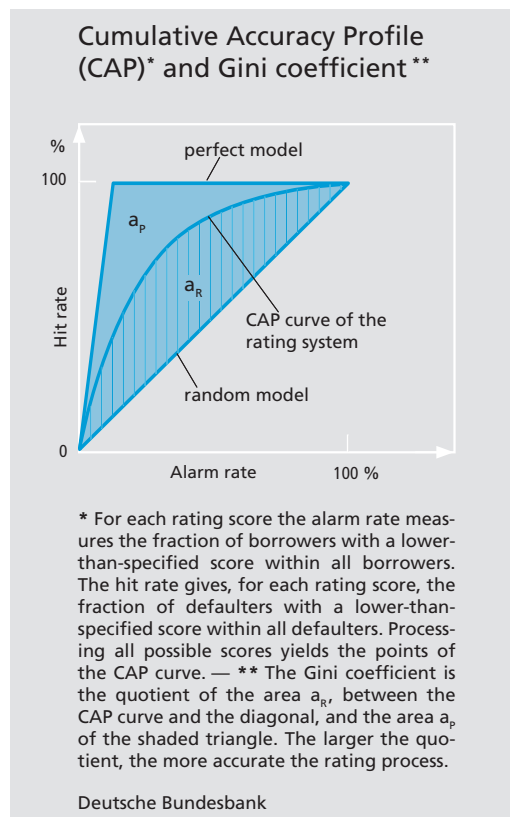 Cumulative Accuracy Profile
(CAP)* and Gini coefficient**
%
perfect model
100
aP
aR
Hit rate
CAP curve of the
rating system
random model
0
Alarm rate
100 %
* For each rating score the alarm rate meas-
ures the fraction of borrowers with a lower-
than-specified score within all borrowers.
The hit rate gives, for each rating score, the
fraction of defaulters with a lower-than-
specified score within all defaulters. Process-
ing all possible scores yields the points of
the CAP curve. — ** The Gini coefficient is
the quotient of the area aR, between the
CAP curve and the diagonal, and the area aP
of the shaded triangle. The larger the quo-
tient, the more accurate the rating process.
Deutsche Bundesbank